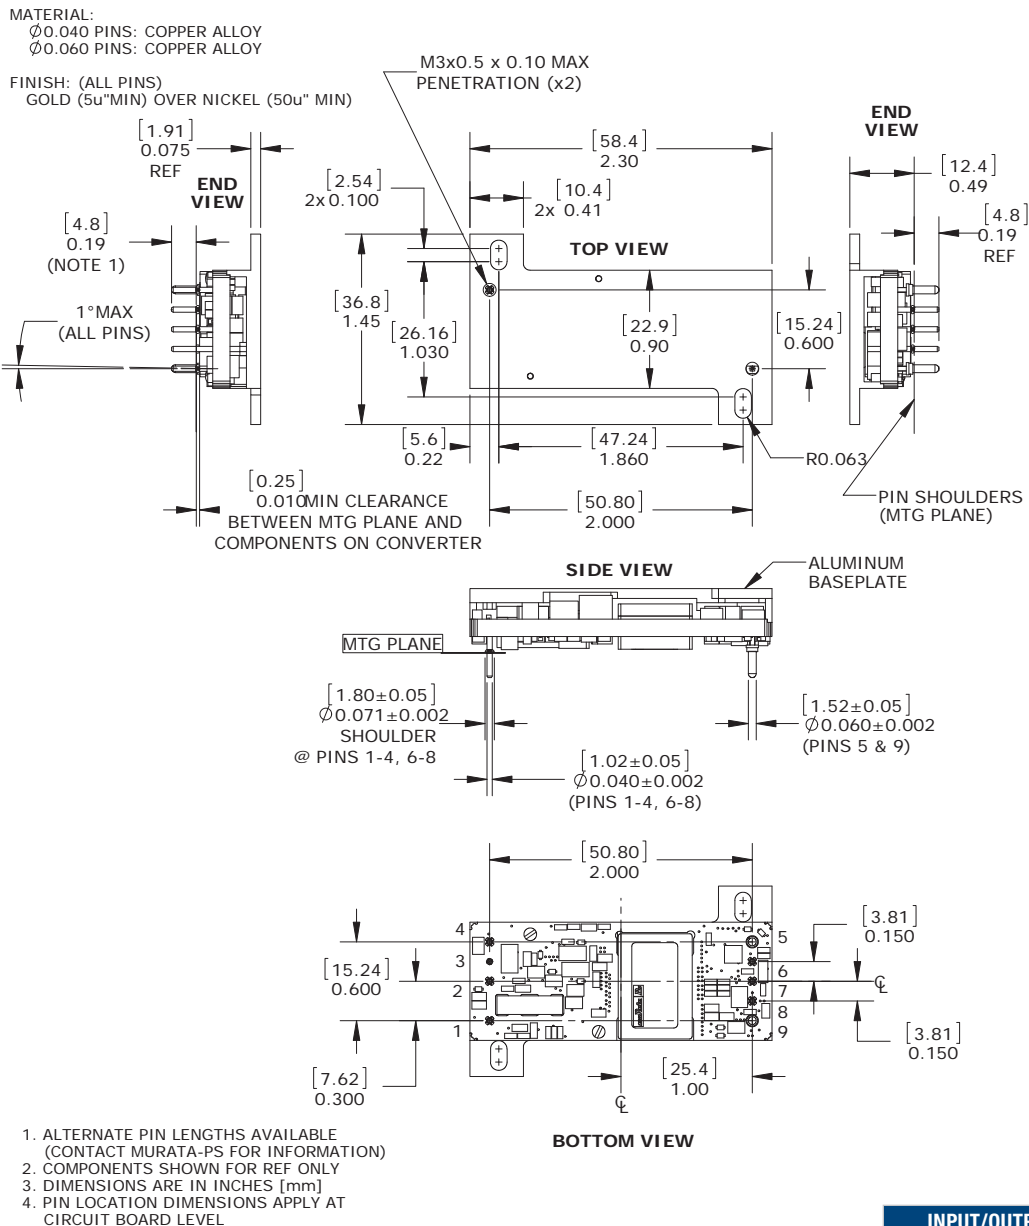 MATERIAL:
∅0.040 PINS: COPPER ALLOY
∅0.060 PINS: COPPER ALLOY
FINISH: (ALL PINS)
GOLD (5u"MIN) OVER NICKEL (50u" MIN)
M3x0.5 x 0.10 MAX
PENETRATION (x2)
[1.91]
0.075
REF
END
VIEW
[4.8]
0.19
(NOTE 1)
1°MAX
(ALL PINS)
[0.25]
0.010MIN CLEARANCE
BETWEEN MTG PLANE AND
COMPONENTS ON CONVERTER
[58.4]
2.30
[2.54]
2x 0.100
[10.4]
2x 0.41
TOP VIEW
[36.8]
1.45
[26.16]
1.030
[22.9]
0.90
[15.24]
0.600
[5.6]
0.22
[47.24]
1.860
R0.063
[50.80]
2.000
END
VIEW
[12.4]
0.49
[4.8]
0.19
REF
PIN SHOULDERS
(MTG PLANE)
SIDE VIEW
ALUMINUM
BASEPLATE
MTG PLANE
[1.80±0.05]
∅0.071±0.002
SHOULDER
@ PINS 1-4, 6-8
[1.02±0.05]
∅0.040±0.002
(PINS 1-4, 6-8)
[1.52±0.05]
∅0.060±0.002
(PINS 5 & 9)
[50.80]
2.000
4
3
2
1
5
6
7
8
9
[15.24]
0.600
[7.62]
0.300
[3.81]
0.150
℄
[3.81]
0.150
[25.4]
1.00
℄
BOTTOM VIEW
1. ALTERNATE PIN LENGTHS AVAILABLE
(CONTACT MURATA-PS FOR INFORMATION)
2. COMPONENTS SHOWN FOR REF ONLY
3. DIMENSIONS ARE IN INCHES [mm]
4. PIN LOCATION DIMENSIONS APPLY AT
CIRCUIT BOARD LEVEL